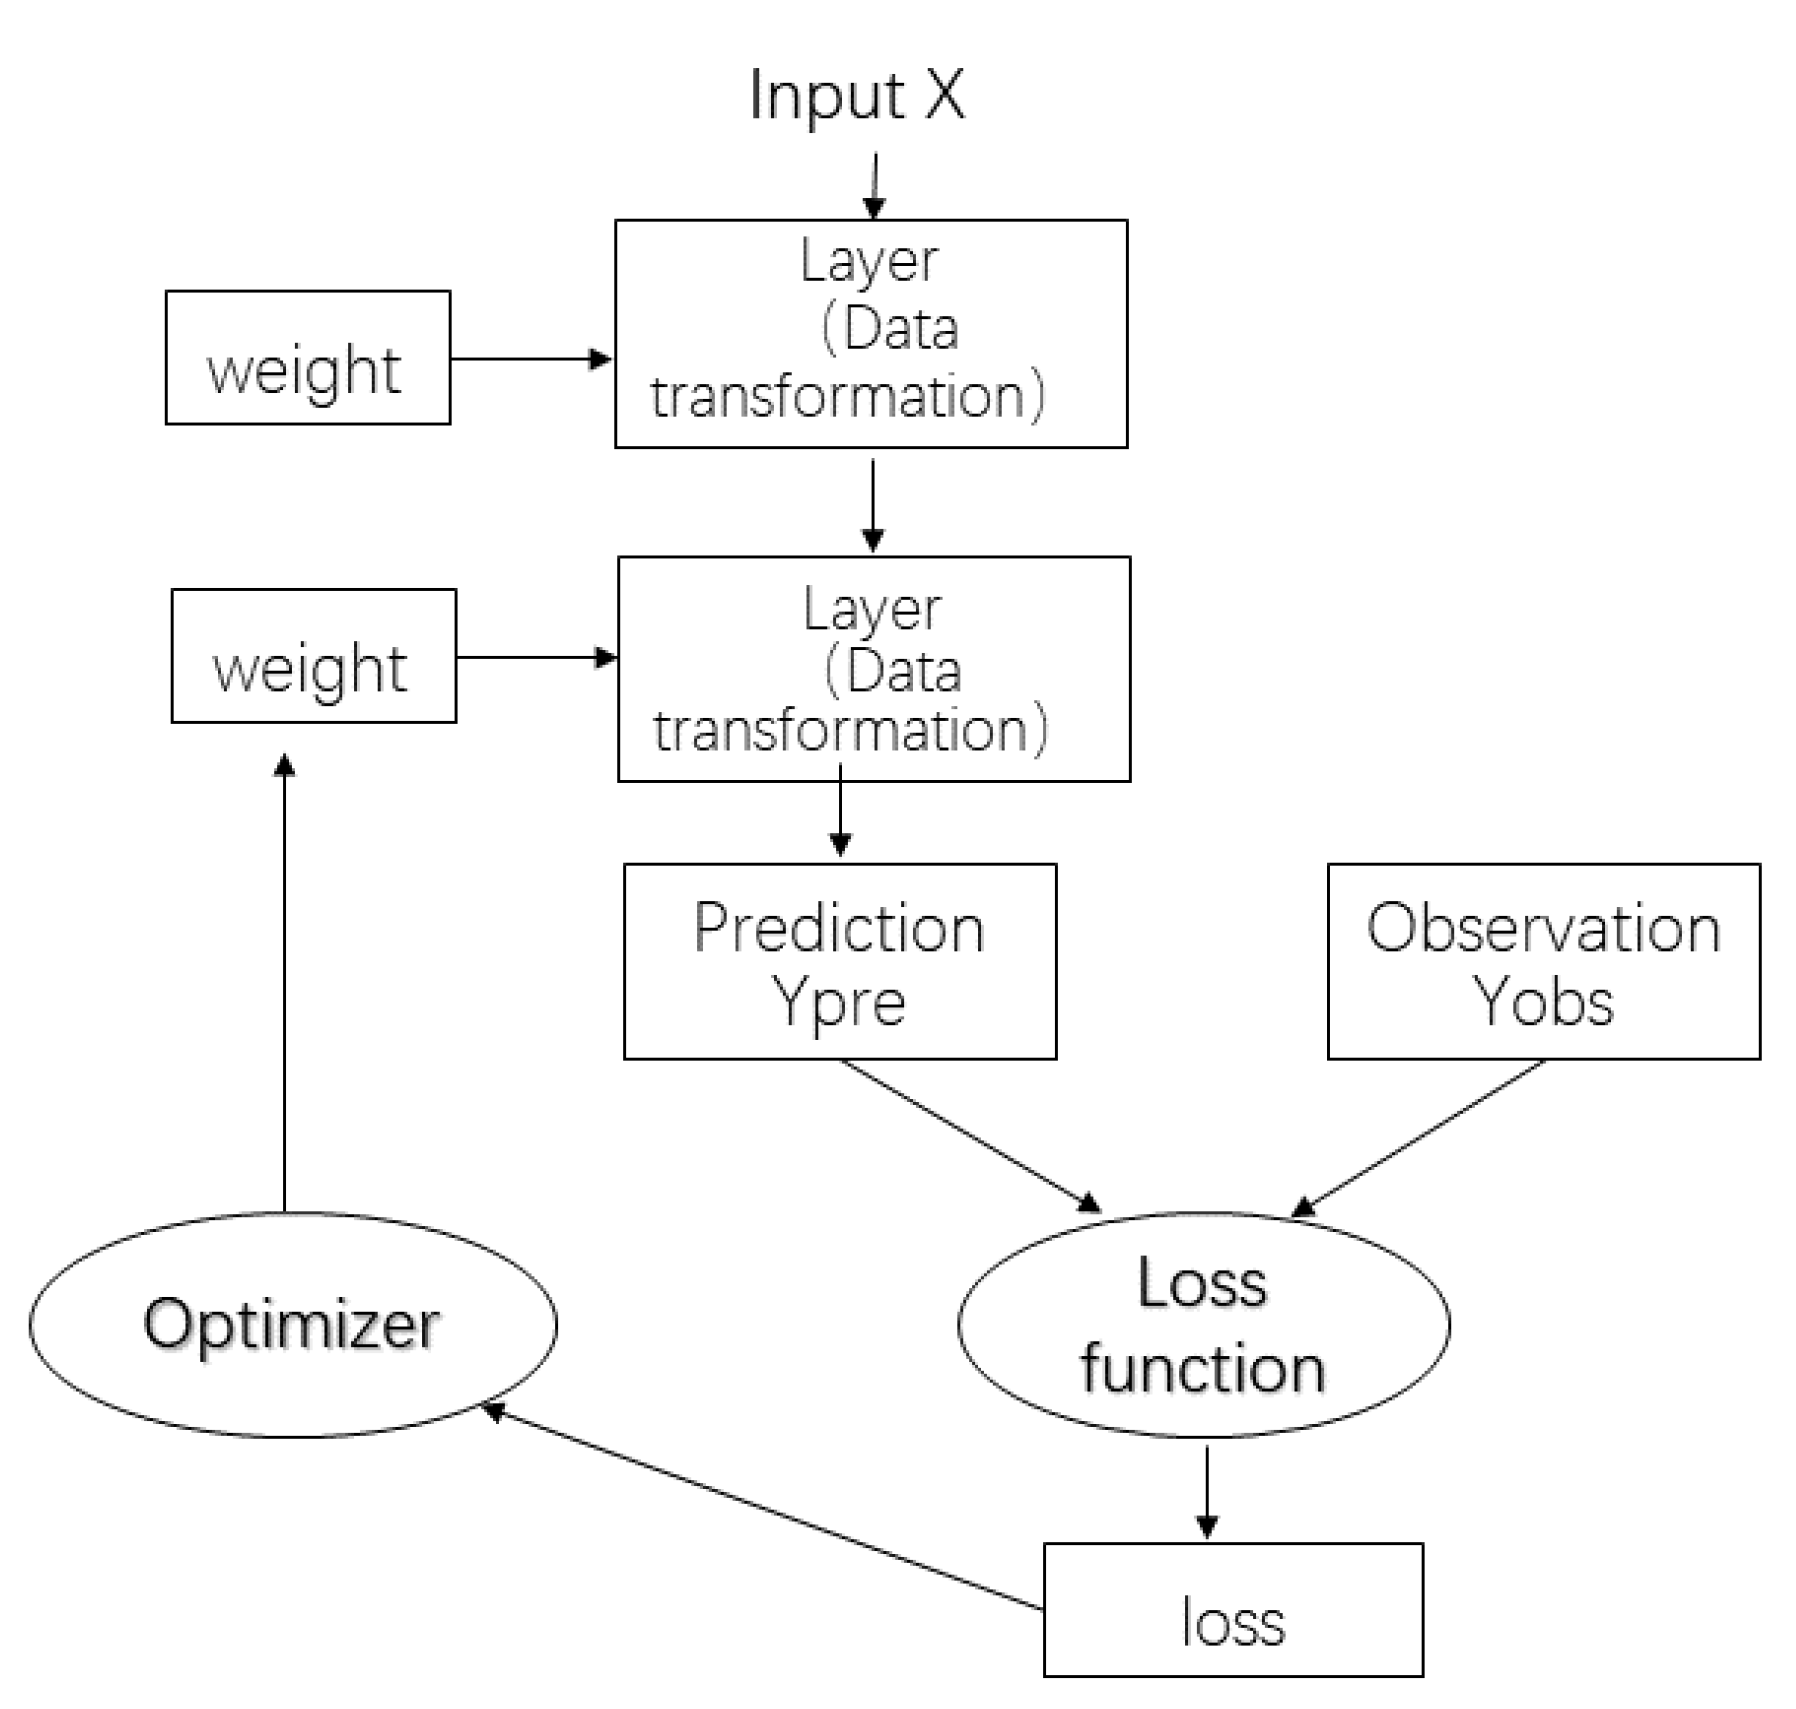 Input X
Layer
(Data
transformation)
weight
Layer
(Data
transformation)
weight
Prediction
Ypre
Observation
Yobs
Optimizer
Loss
function
loss